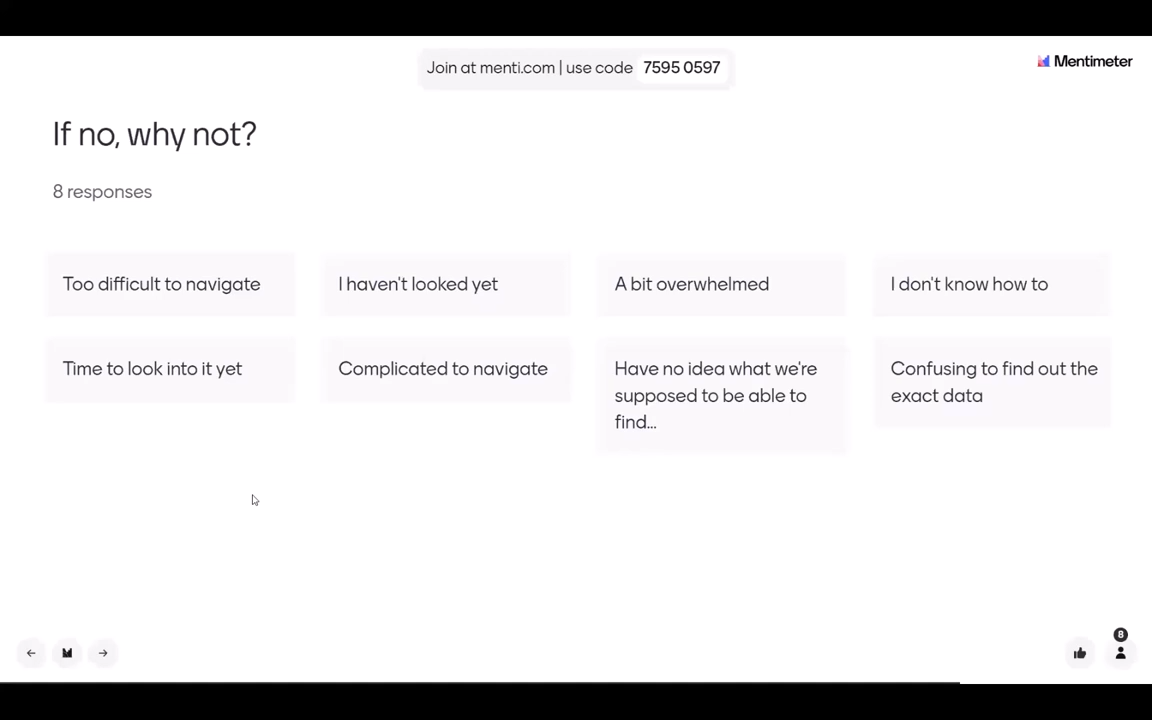 Join at menti.com | use code 7595 0597
Mentimeter
If no, why not?
8 responses
Too difficult to navigate
I haven't looked yet
A bit overwhelmed
I don't know how to
Time to look into it yet
Complicated to navigate
Have no idea what we're
supposed to be able to
find...
Confusing to find out the
exact data
8